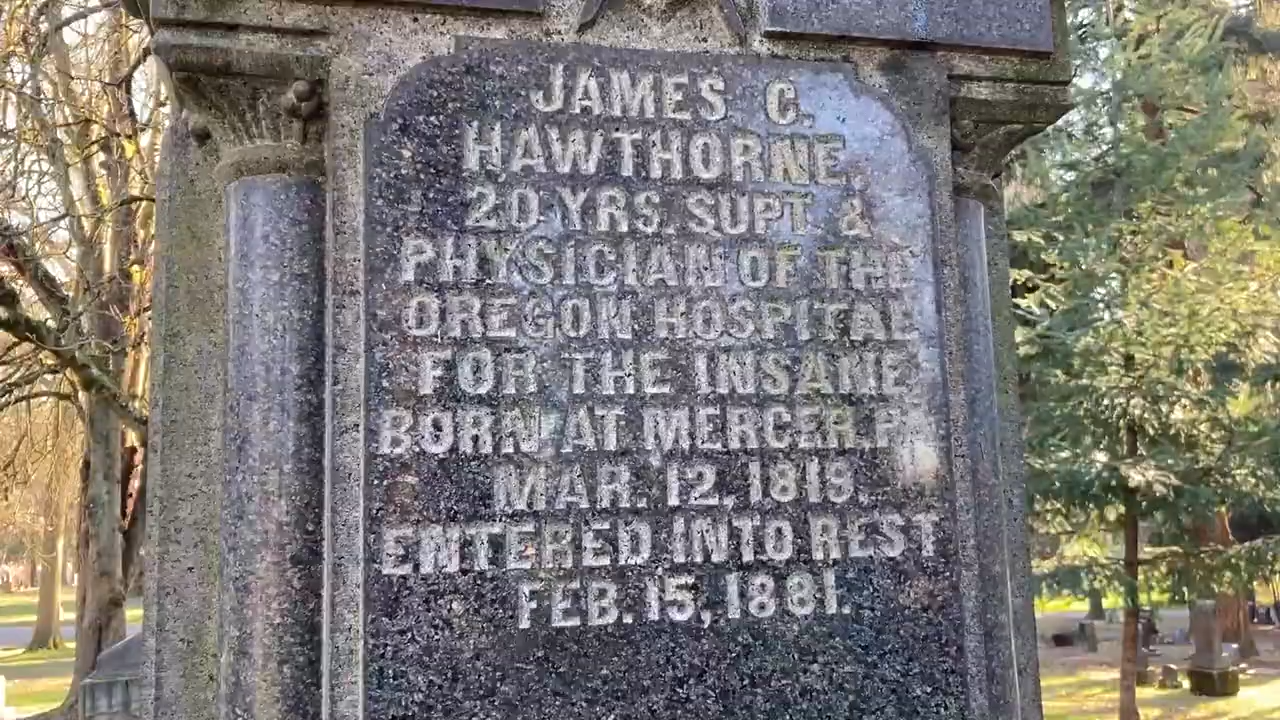 JAMES C.
HAWTHORNE,
20 YRS. SUPT &
PHYSICIAN OF THE
OREGON HOSPITAL
FOR THE INSANE
BORN AT MERCER, PA
MAR. 12, 1819.
ENTERED INTO REST
FEB. 15, 1881.